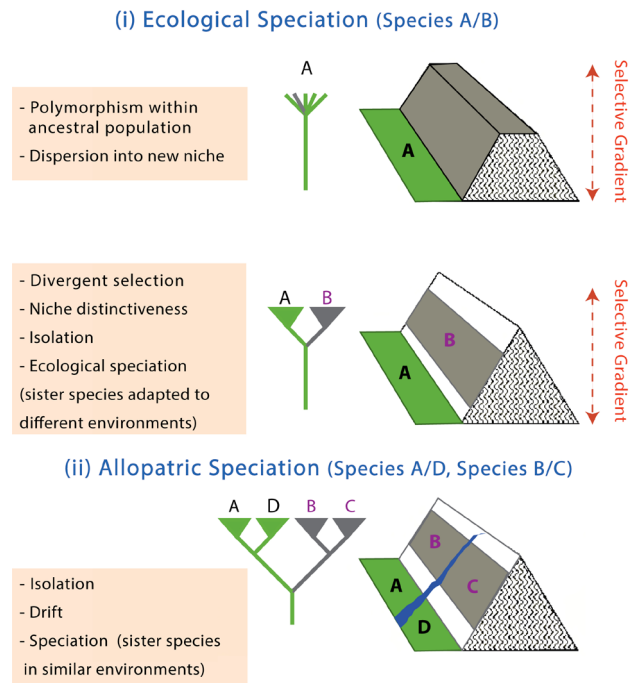 (i) Ecological Speciation (Species A/B)
A
- Polymorphism within
ancestral population
- Dispersion into new niche
A
Selective Gradient
- Divergent selection
- Niche distinctiveness
- Isolation
- Ecological speciation
(sister species adapted to
different environments)
A B
B
A
Selective Gradient
(ii) Allopatric Speciation (Species A/D, Species B/C)
A D B C
- Isolation
- Drift
- Speciation (sister species
in similar environments)
B
A C
D